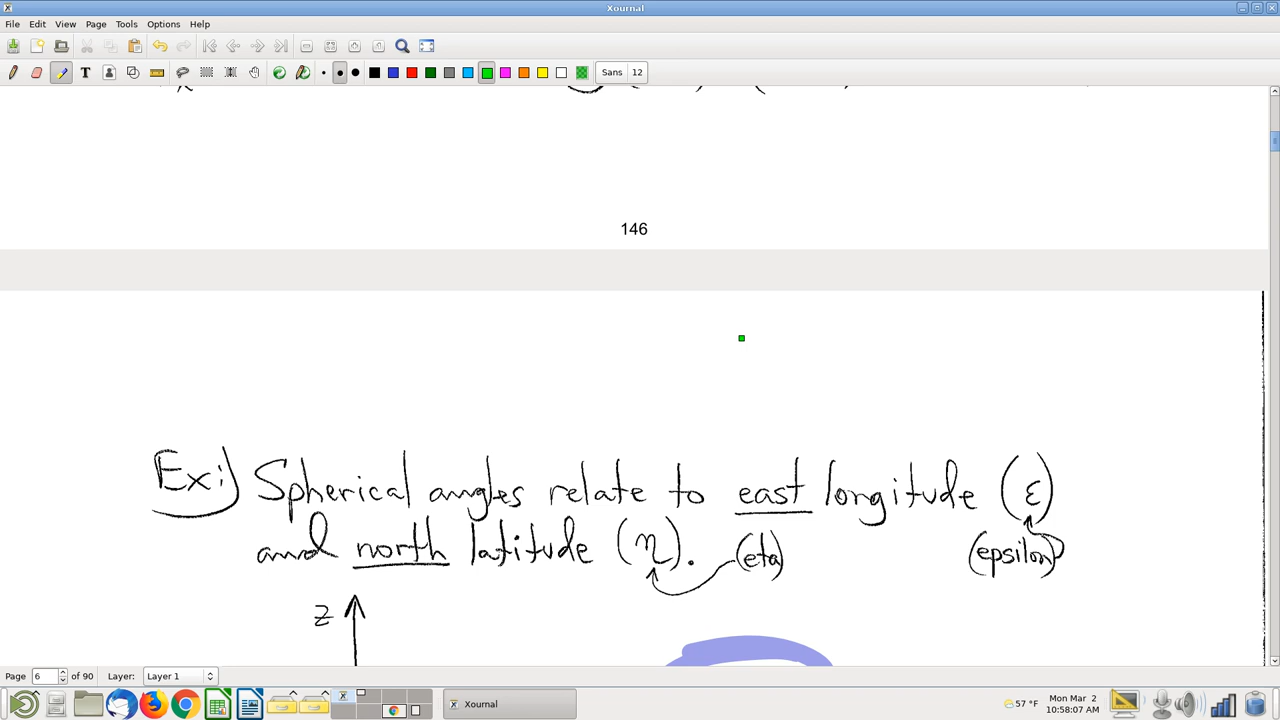 Xournal
File Edit View Page Tools Options Help
Sans 12
146
Ex:) Spherical angles relate to east longitude (ε)
and north latitude (η). (eta) (epsilon)
z
Page 6 of 90 Layer: Layer 1
Xournal
57 °F
Mon Mar 2
10:58:07 AM